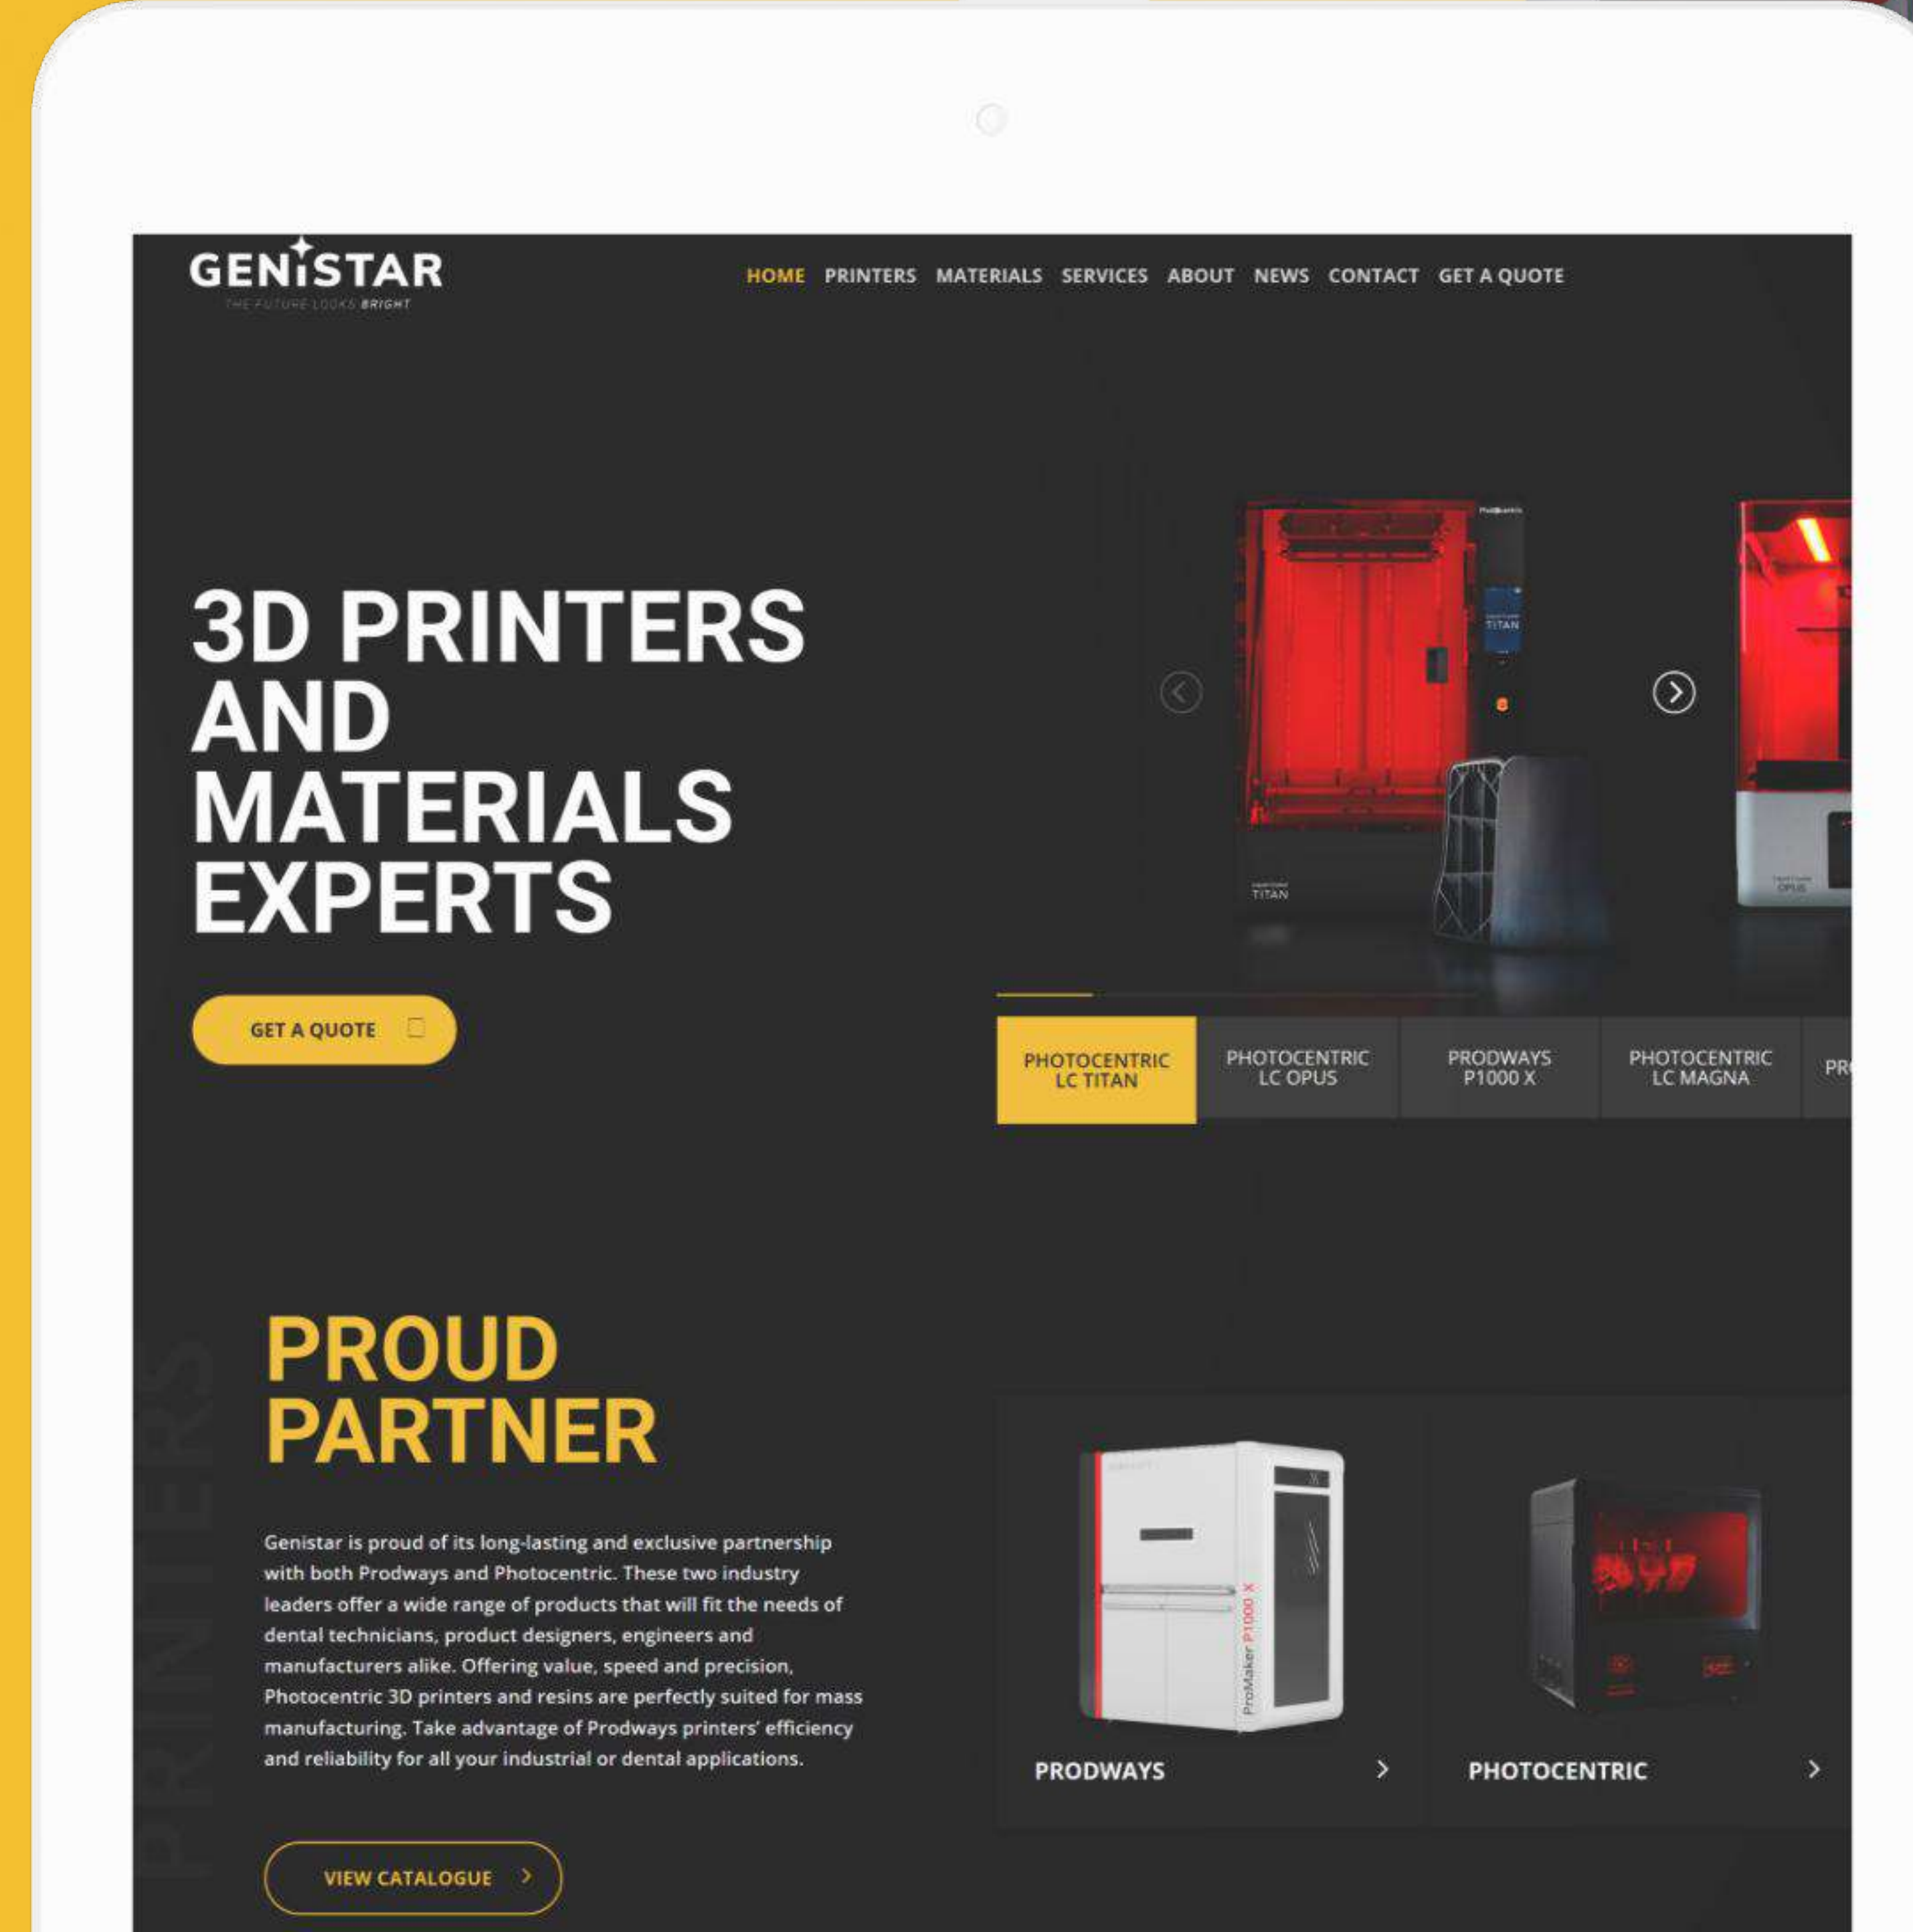 GENiSTAR
THE FUTURE LOOKS BRIGHT
HOME PRINTERS MATERIALS SERVICES ABOUT NEWS CONTACT GET A QUOTE
3D PRINTERS
AND
MATERIALS
EXPERTS
GET A QUOTE
Photocentric
TITAN
TITAN
OPUS
PHOTOCENTRIC
LC TITAN
PHOTOCENTRIC
LC OPUS
PRODWAYS
P1000 X
PHOTOCENTRIC
LC MAGNA
PRINTERS
PROUD
PARTNER
Genistar is proud of its long-lasting and exclusive partnership
with both Prodways and Photocentric. These two industry
leaders offer a wide range of products that will fit the needs of
dental technicians, product designers, engineers and
manufacturers alike. Offering value, speed and precision,
Photocentric 3D printers and resins are perfectly suited for mass
manufacturing. Take advantage of Prodways printers’ efficiency
and reliability for all your industrial or dental applications.
VIEW CATALOGUE
ProMaker P1000 X
PRODWAYS
PHOTOCENTRIC